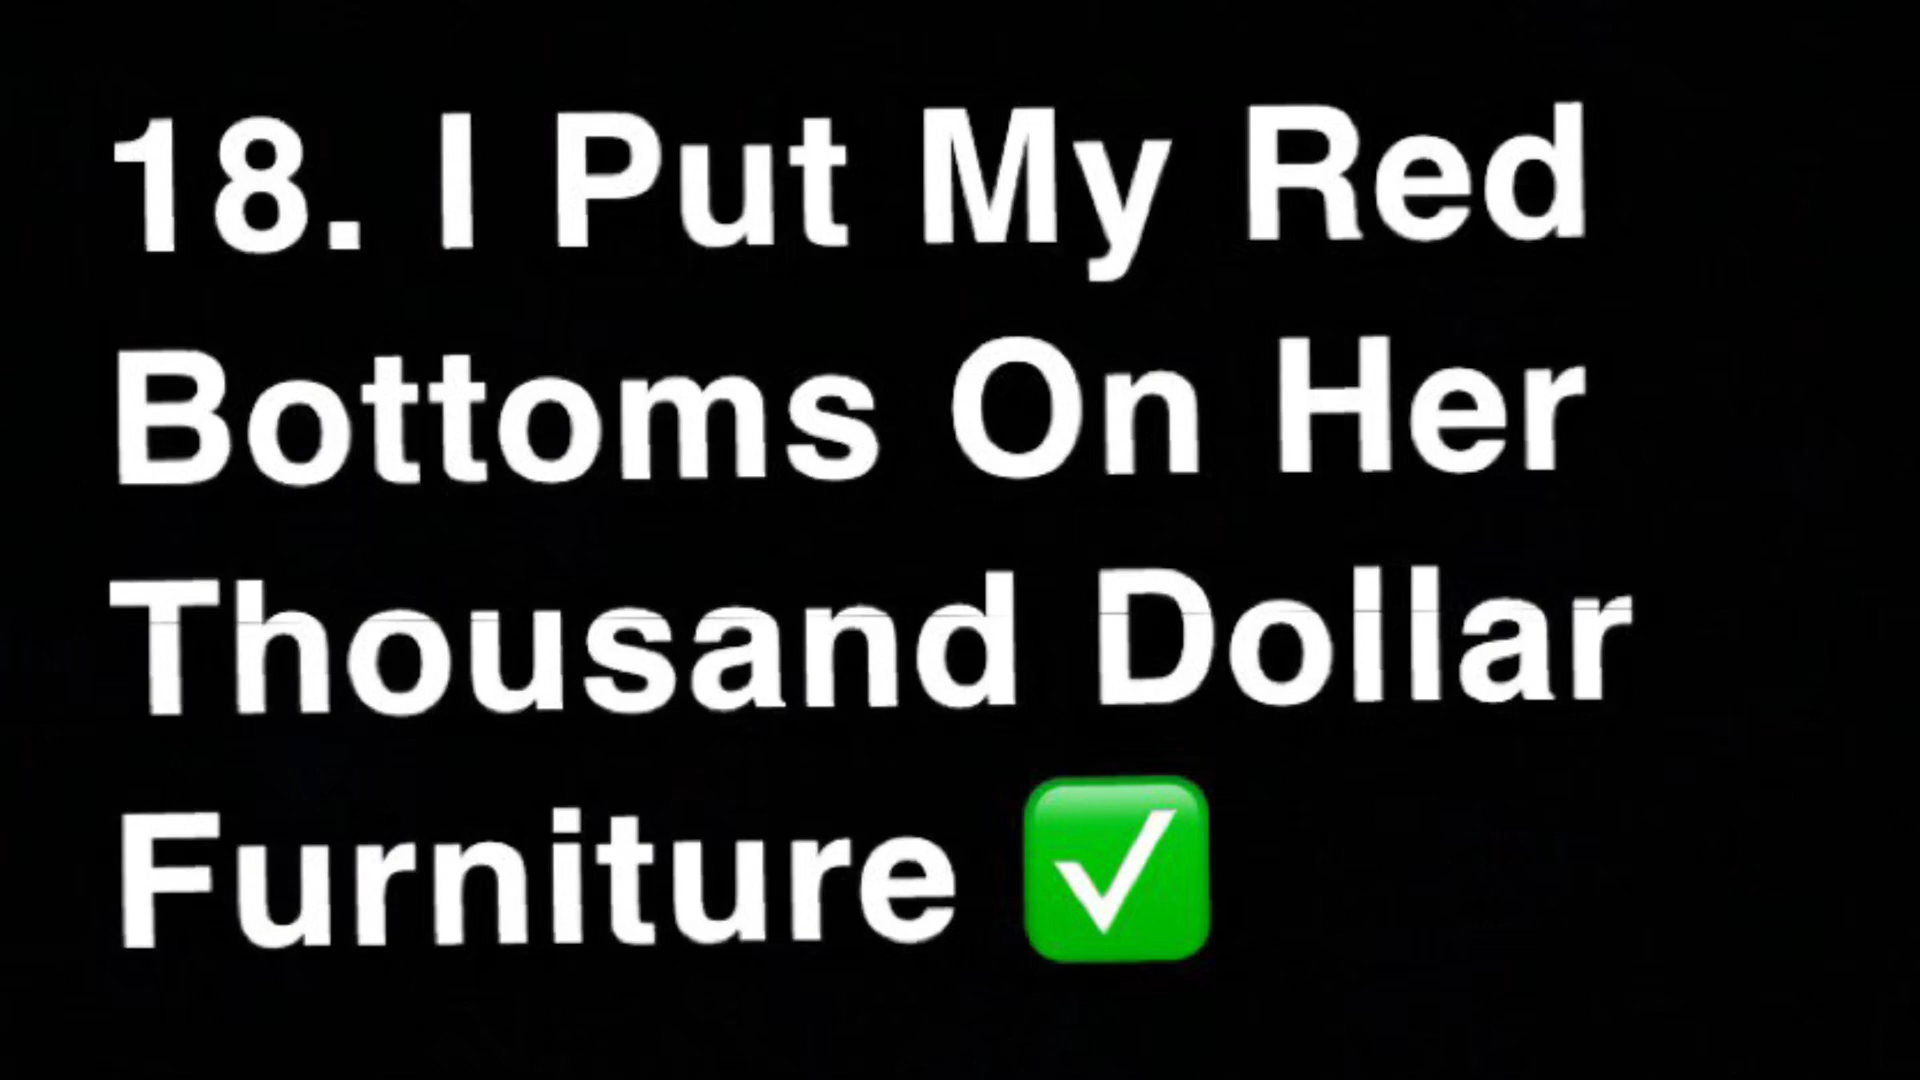 18. I Put My Red
Bottoms On Her
Thousand Dollar
Furniture ✅